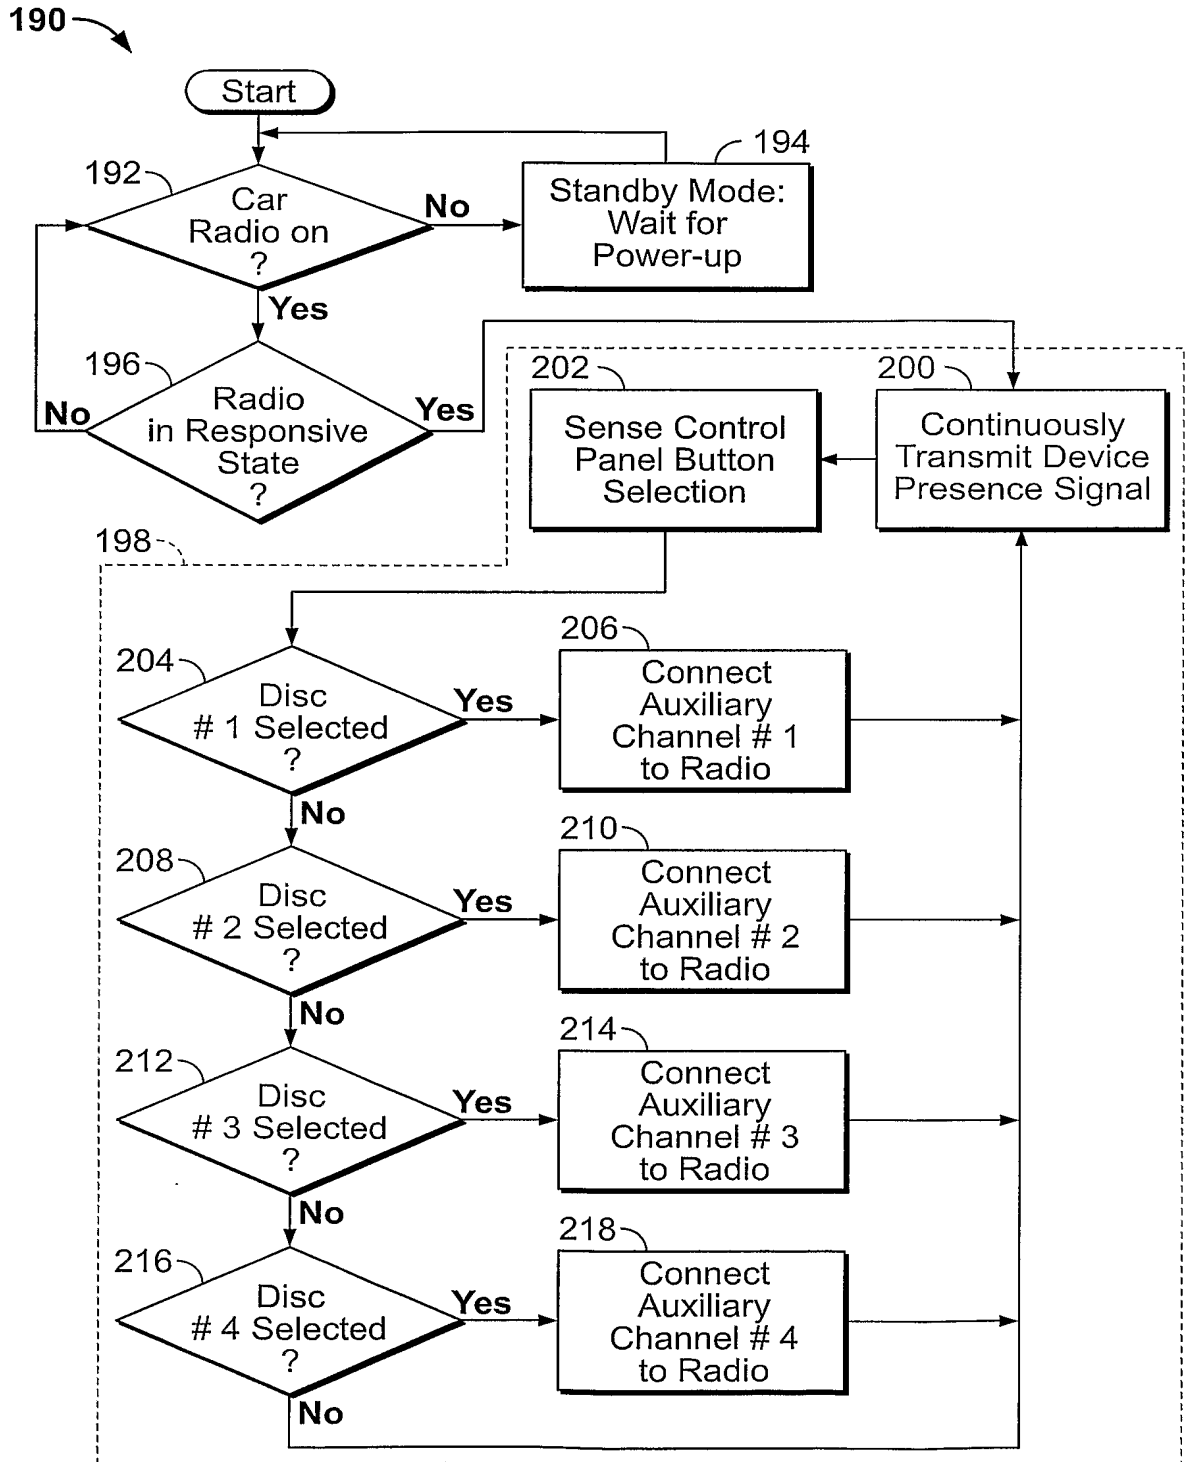 190
Start
192
Car
Radio on
?
No
194
Standby Mode:
Wait for
Power-up
Yes
196
Radio
in Responsive
State
?
No
Yes
202
Sense Control
Panel Button
Selection
200
Continuously
Transmit Device
Presence Signal
198
204
Disc
# 1 Selected
?
Yes
206
Connect
Auxiliary
Channel # 1
to Radio
No
208
Disc
# 2 Selected
?
Yes
210
Connect
Auxiliary
Channel # 2
to Radio
No
212
Disc
# 3 Selected
?
Yes
214
Connect
Auxiliary
Channel # 3
to Radio
No
216
Disc
# 4 Selected
?
Yes
218
Connect
Auxiliary
Channel # 4
to Radio
No